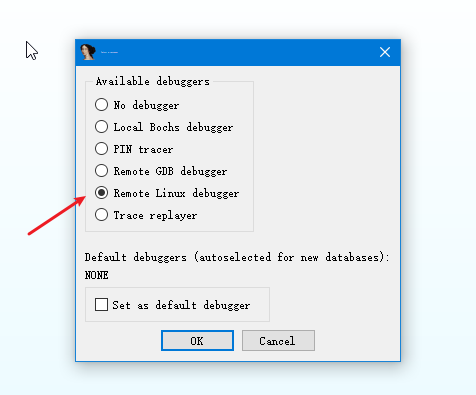 Available debuggers
No debugger
Local Bochs debugger
PIN tracer
Remote GDB debugger
Remote Linux debugger
Trace replayer
Default debuggers (autoselected for new databases):
NONE
Set as default debugger
OK
Cancel